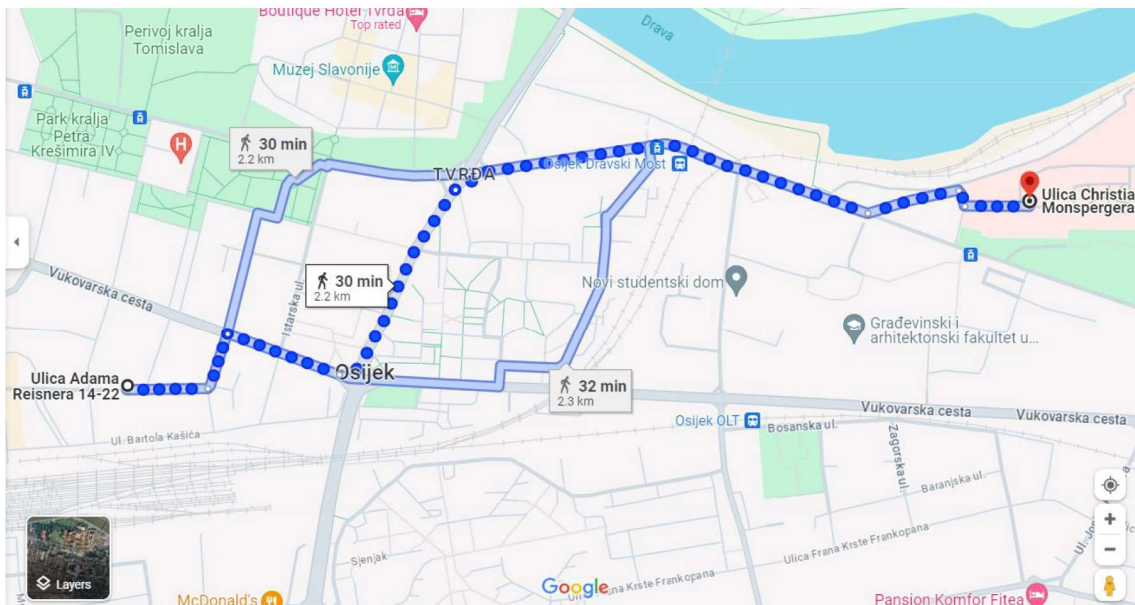 Boutique Hotel Tvrđa
Top rated
Perivoj kralja
Tomislava
Drava
Muzej Slavonije
Park kralja
Petra
Krešimira IV
H
30 min
2.2 km
TVRĐA
Osijek Dravski Most
Ulica Christia
Monspergera
Vukovarska cesta
Istarska ul.
30 min
2.2 km
Novi studentski dom
Građevinski i
arhitektonski fakultet u...
Ulica Adama
Reisnera 14-22
Osijek
32 min
2.3 km
Vukovarska cesta
Vukovarska cesta
Osijek OLT
Bosanska ul.
Ul. Bartola Kašića
Zagorska ul.
Baranjska ul.
Ulica Frana Krste Frankopana
Sjenjak
Layers
Google
Krste Frankopana
McDonald's
Pansion Komfor Fitea